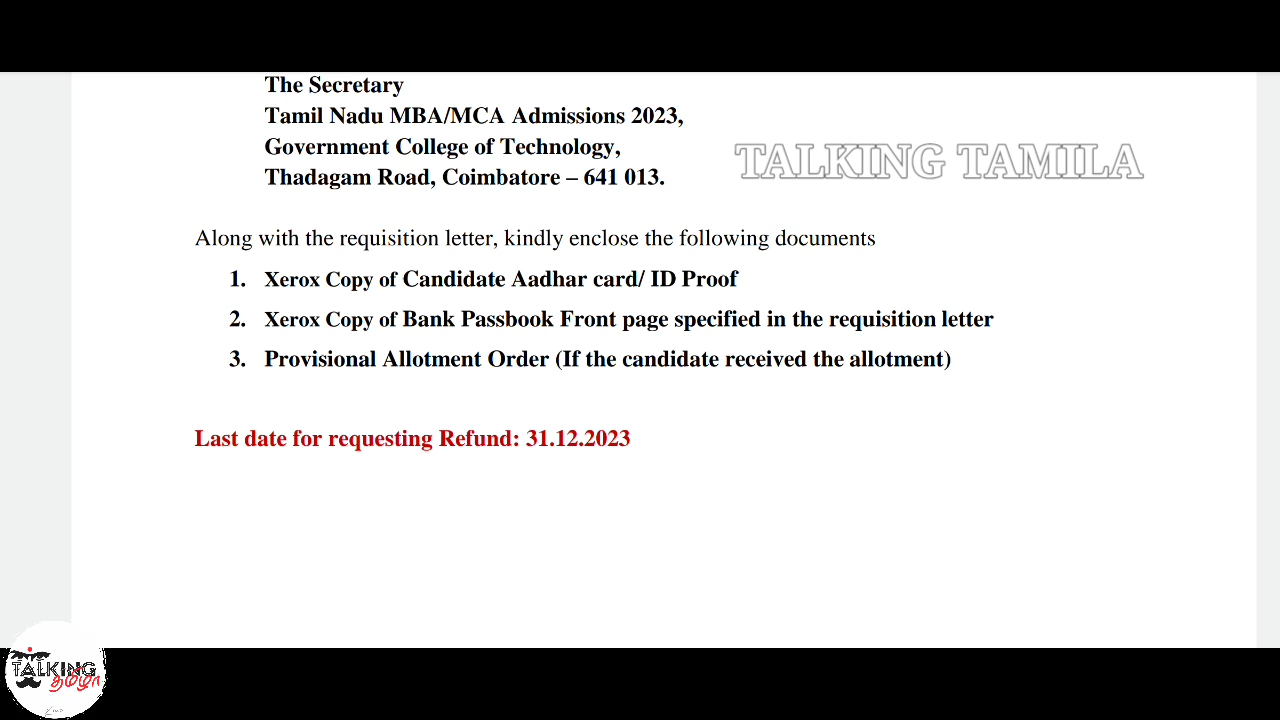 The Secretary
Tamil Nadu MBA/MCA Admissions 2023,
Government College of Technology,
Thadagam Road, Coimbatore – 641 013.
TALKING TAMILA
Along with the requisition letter, kindly enclose the following documents
1. Xerox Copy of Candidate Aadhar card/ ID Proof
2. Xerox Copy of Bank Passbook Front page specified in the requisition letter
3. Provisional Allotment Order (If the candidate received the allotment)
Last date for requesting Refund: 31.12.2023
TALKING
தமிழா